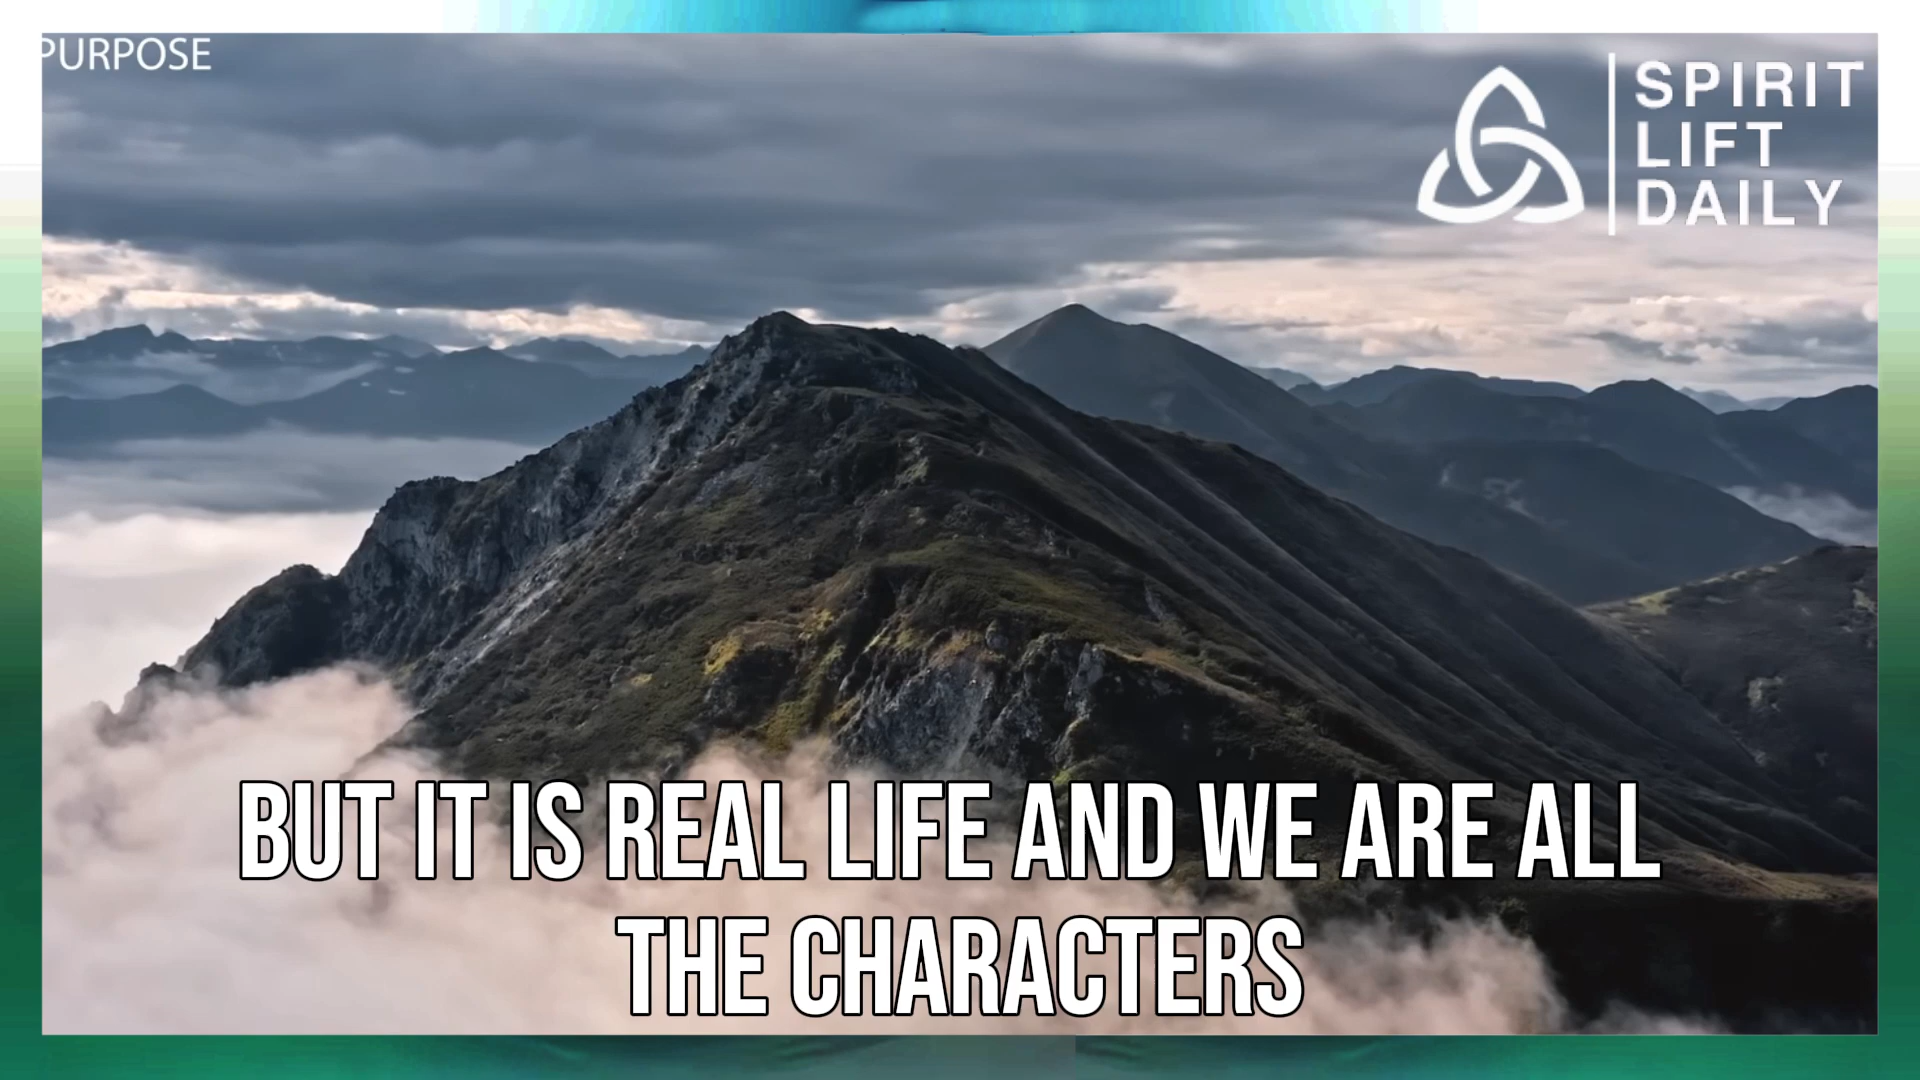 PURPOSE
SPIRIT
LIFT
DAILY
BUT IT IS REAL LIFE AND WE ARE ALL
THE CHARACTERS